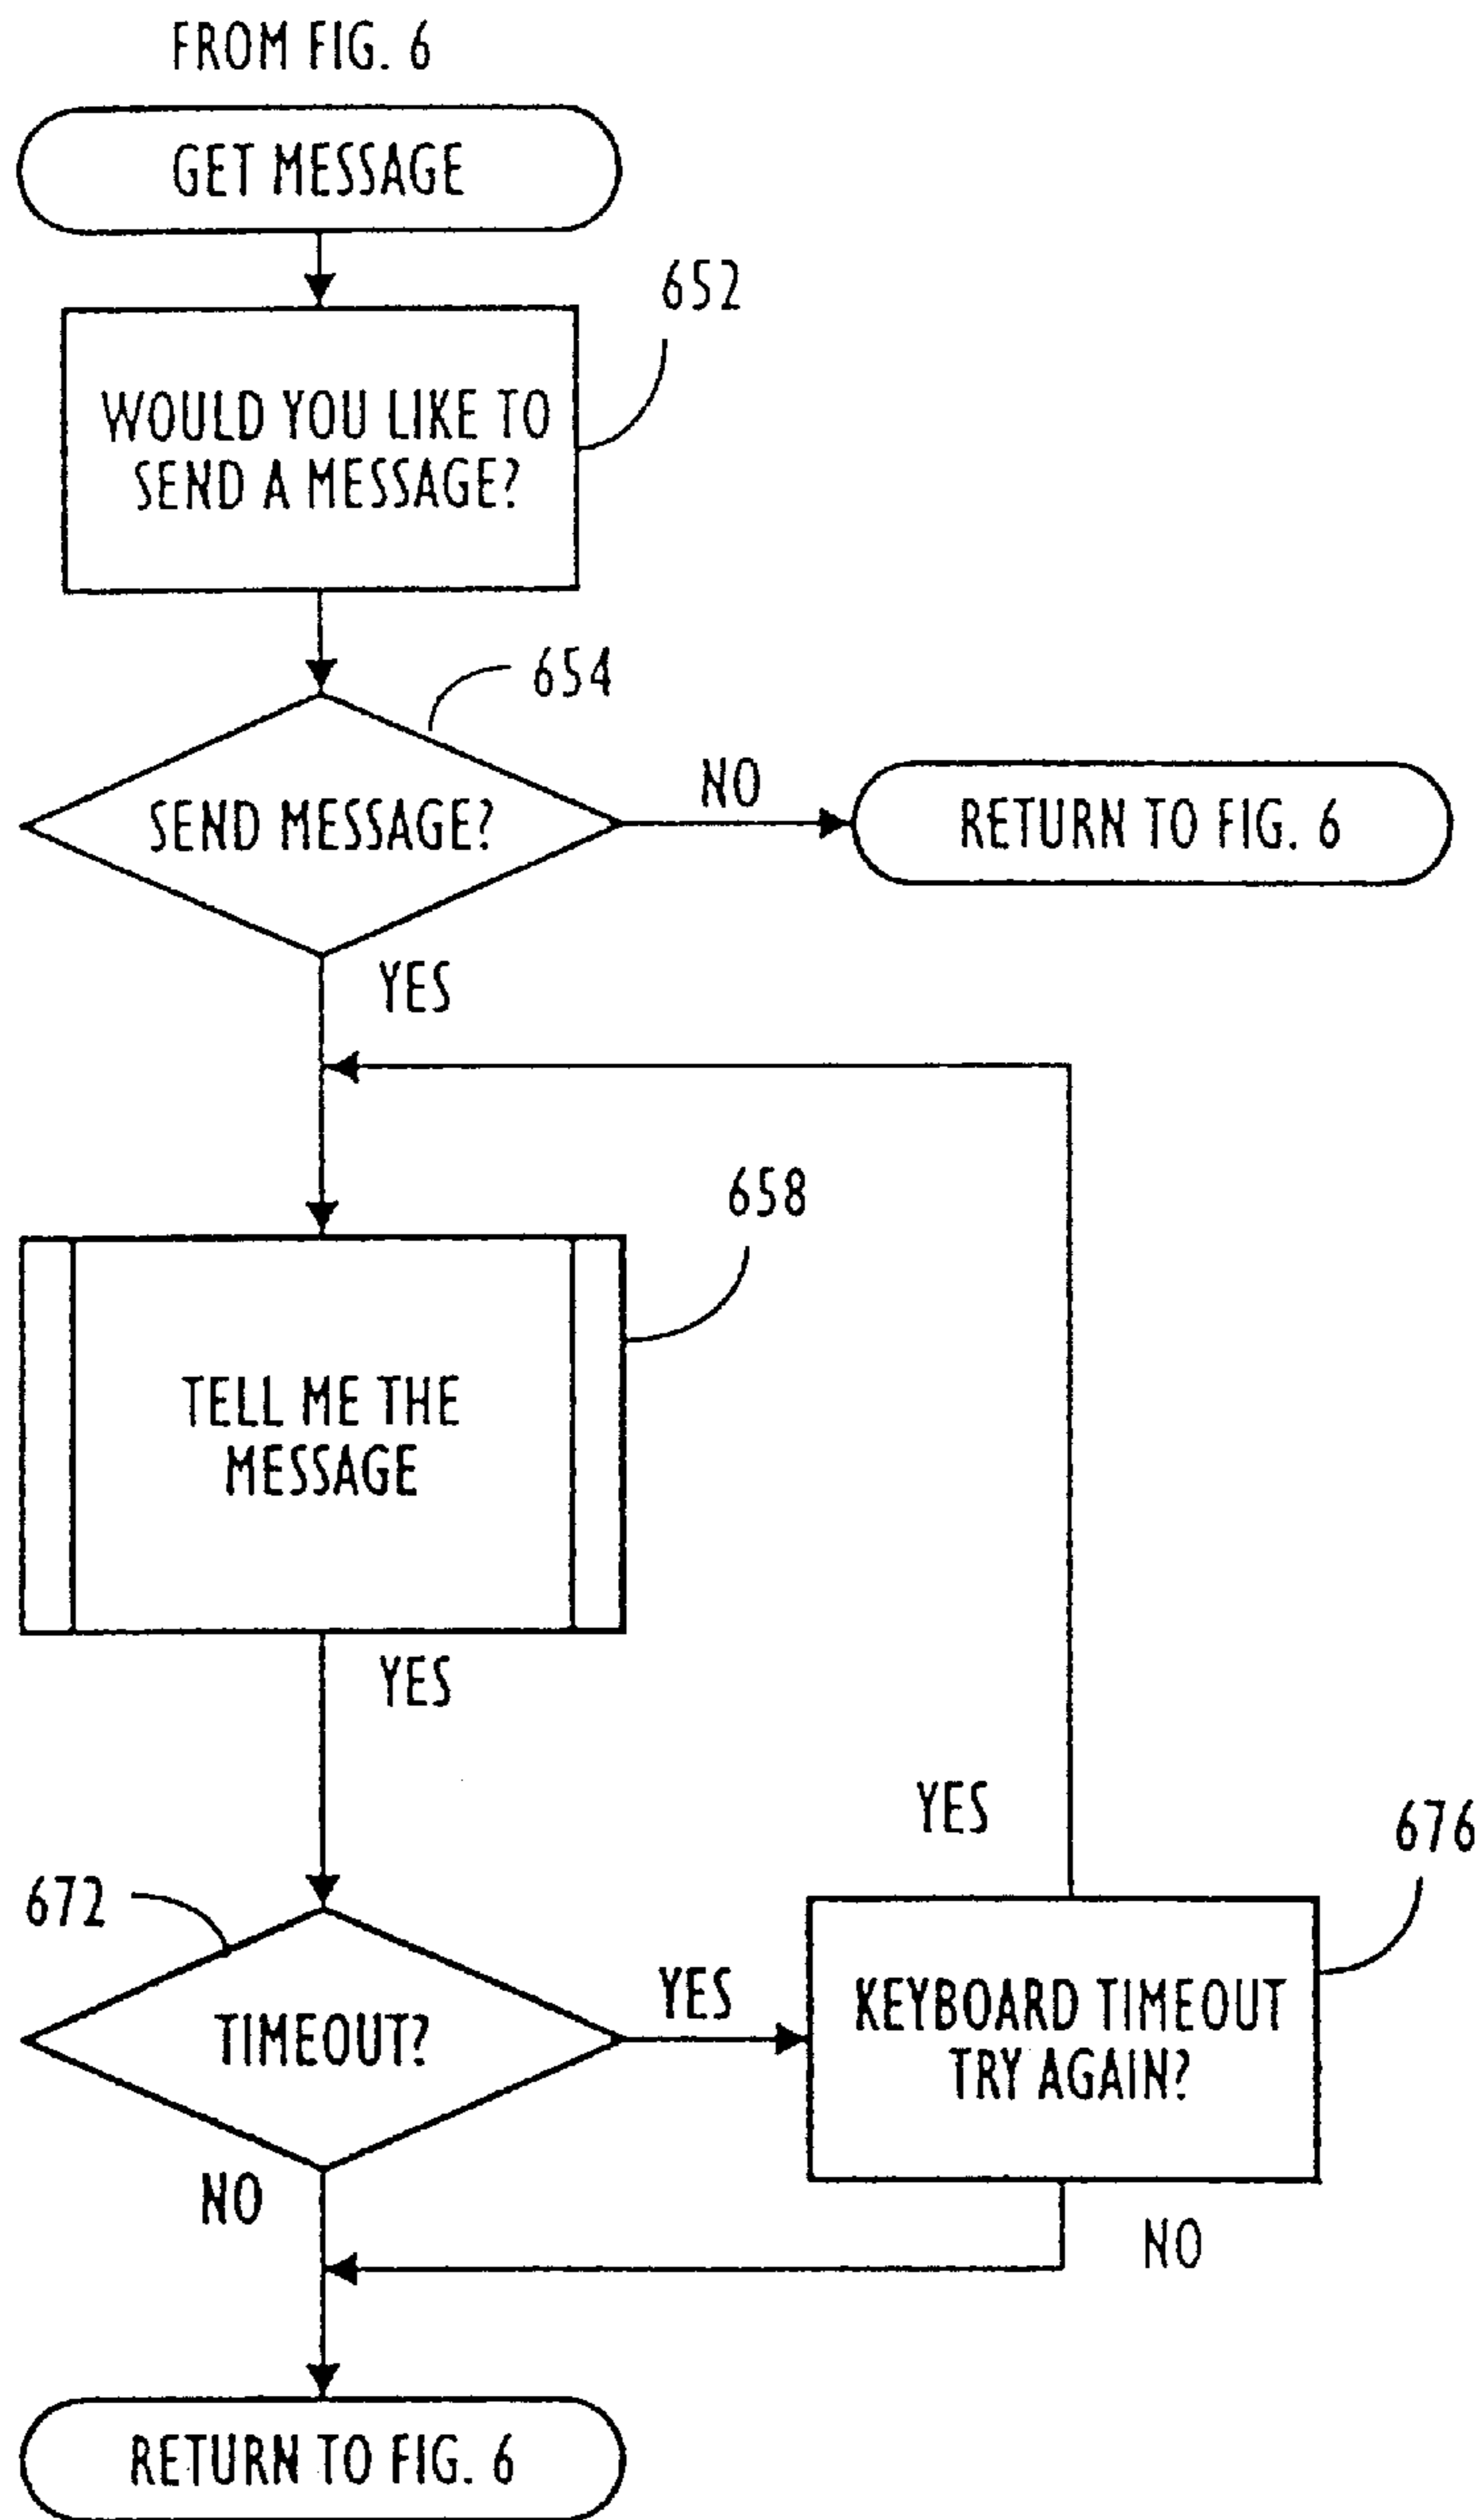 FROM FIG. 6
GET MESSAGE
652
WOULD YOU LIKE TO
SEND A MESSAGE?
654
SEND MESSAGE?
NO
RETURN TO FIG. 6
YES
658
TELL ME THE
MESSAGE
YES
YES
676
672
TIMEOUT?
YES
KEYBOARD TIMEOUT
TRY AGAIN?
NO
NO
RETURN TO FIG. 6